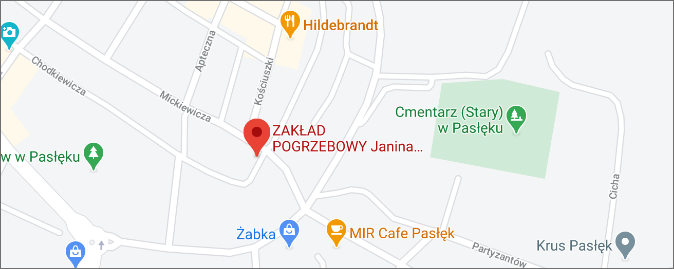 Hildebrandt
Apteczna
Kościuszki
Chodkiewicza
Mickiewicza
Cmentarz (Stary)
w Pasłęku
ZAKŁAD
POGRZEBOWY Janina...
w w Pasłęku
Cicha
Żabka
MIR Cafe Pasłęk
Partyzantów
Krus Pasłęk